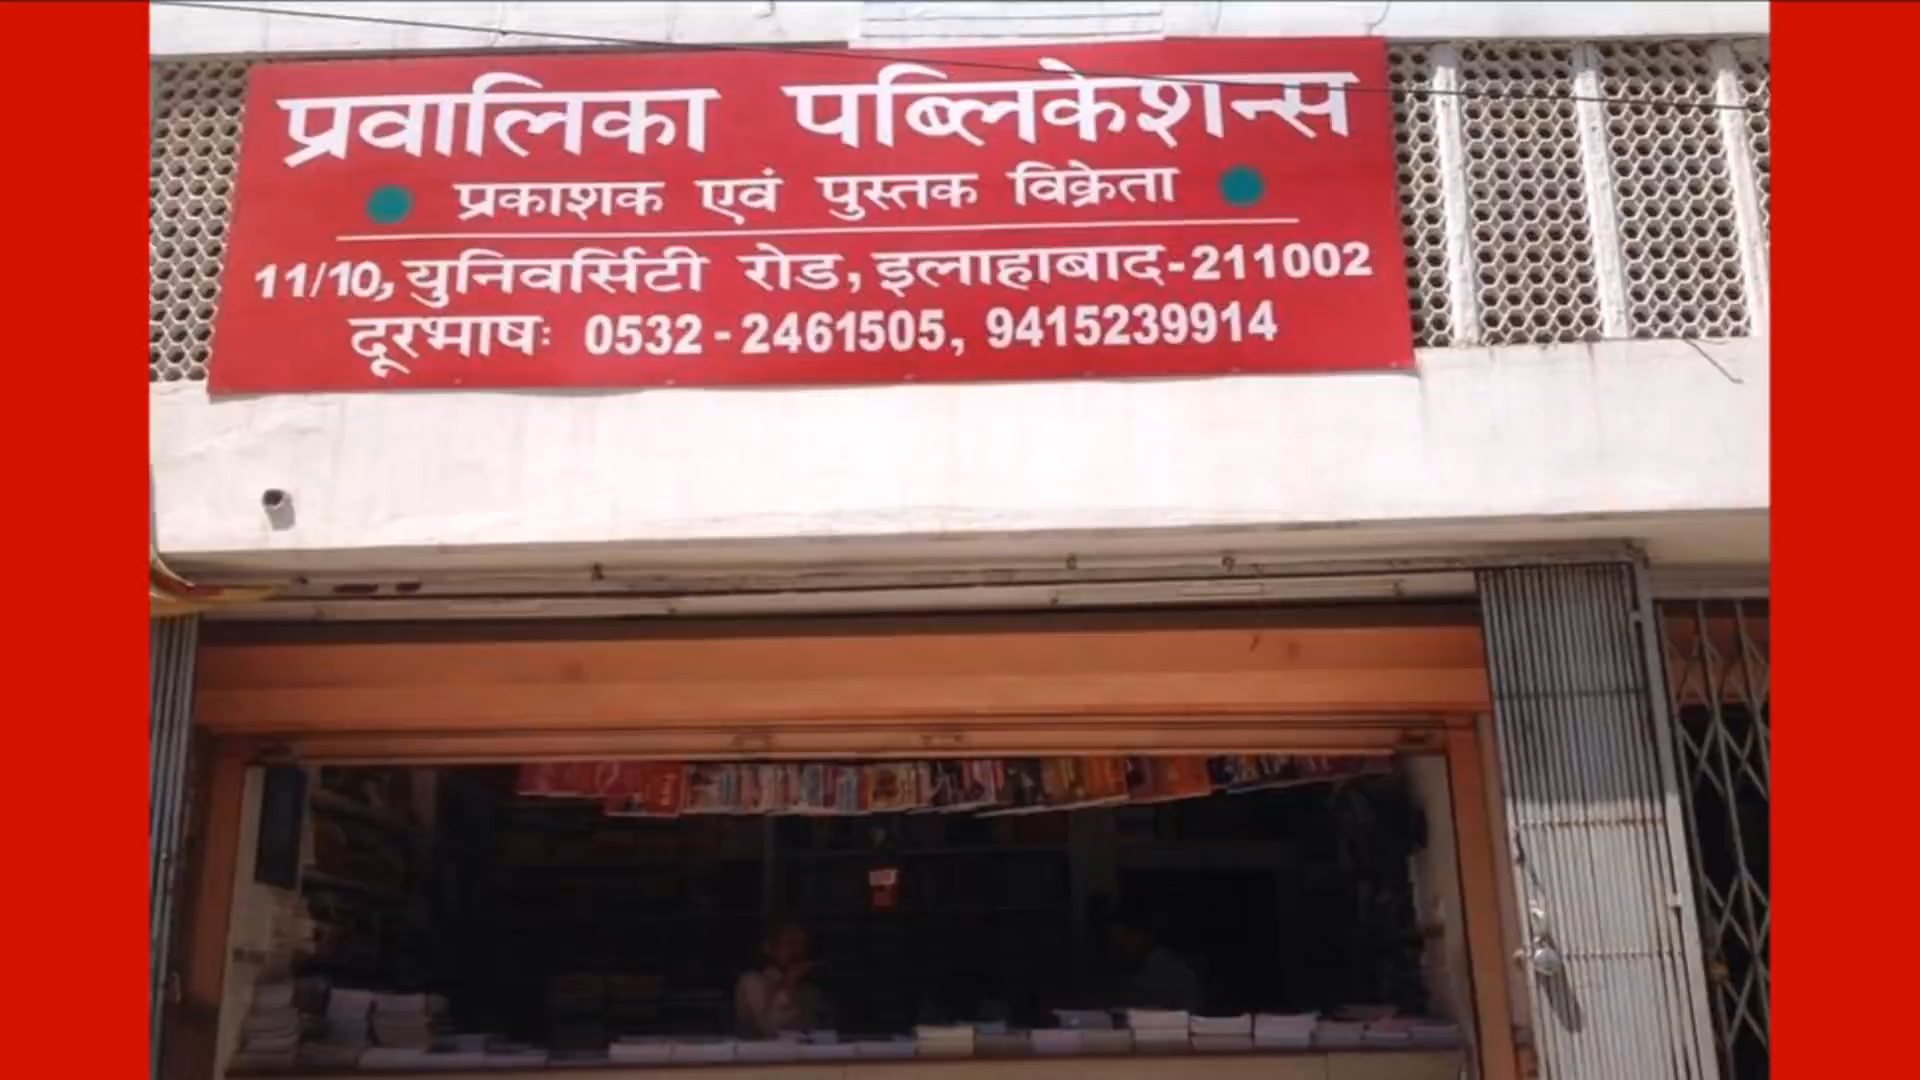 प्रवालिका पब्लिकेशन्स
प्रकाशक एवं पुस्तक विक्रेता
11/10, युनिवर्सिटी रोड, इलाहाबाद-211002
दूरभाषः 0532-2461505, 9415239914